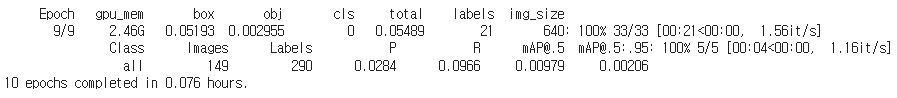 Epoch gpu_mem box obj cls total labels img_size
9/9 2.46G 0.05193 0.002955 0 0.05489 21 640: 100% 33/33 [00:21<00:00, 1.56it/s]
Class Images Labels P R mAP@.5 mAP@.5:.95: 100% 5/5 [00:04<00:00, 1.16it/s]
all 149 290 0.0284 0.0966 0.00979 0.00206
10 epochs completed in 0.076 hours.